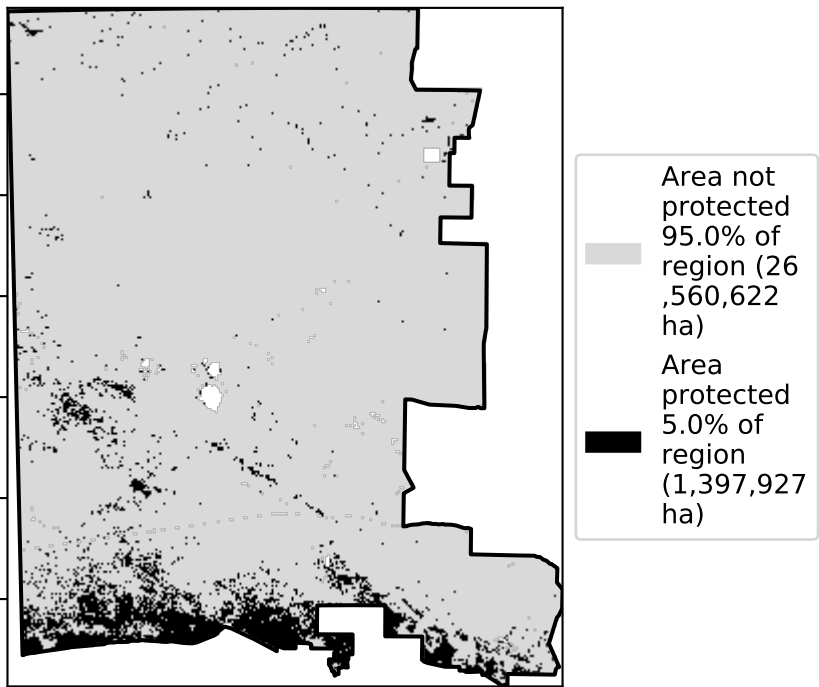 Area not
protected
95.0% of
region (26
,560,622
ha)
Area
protected
5.0% of
region
(1,397,927
ha)